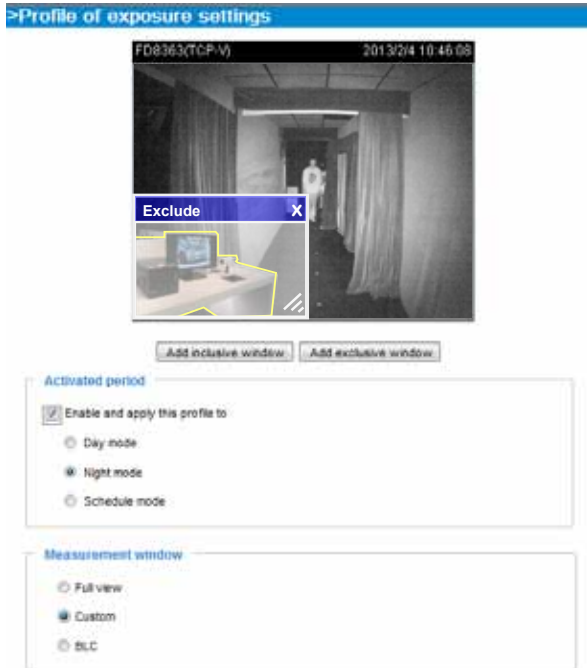 >Profile of exposure settings
FD8363(TCP-V) 2013/2/4 10:46:08
Exclude X
Add inclusive window Add exclusive window
Activated period
Enable and apply this profile to
Day mode
Night mode
Schedule mode
Measurement window
Full view
Custom
BLC